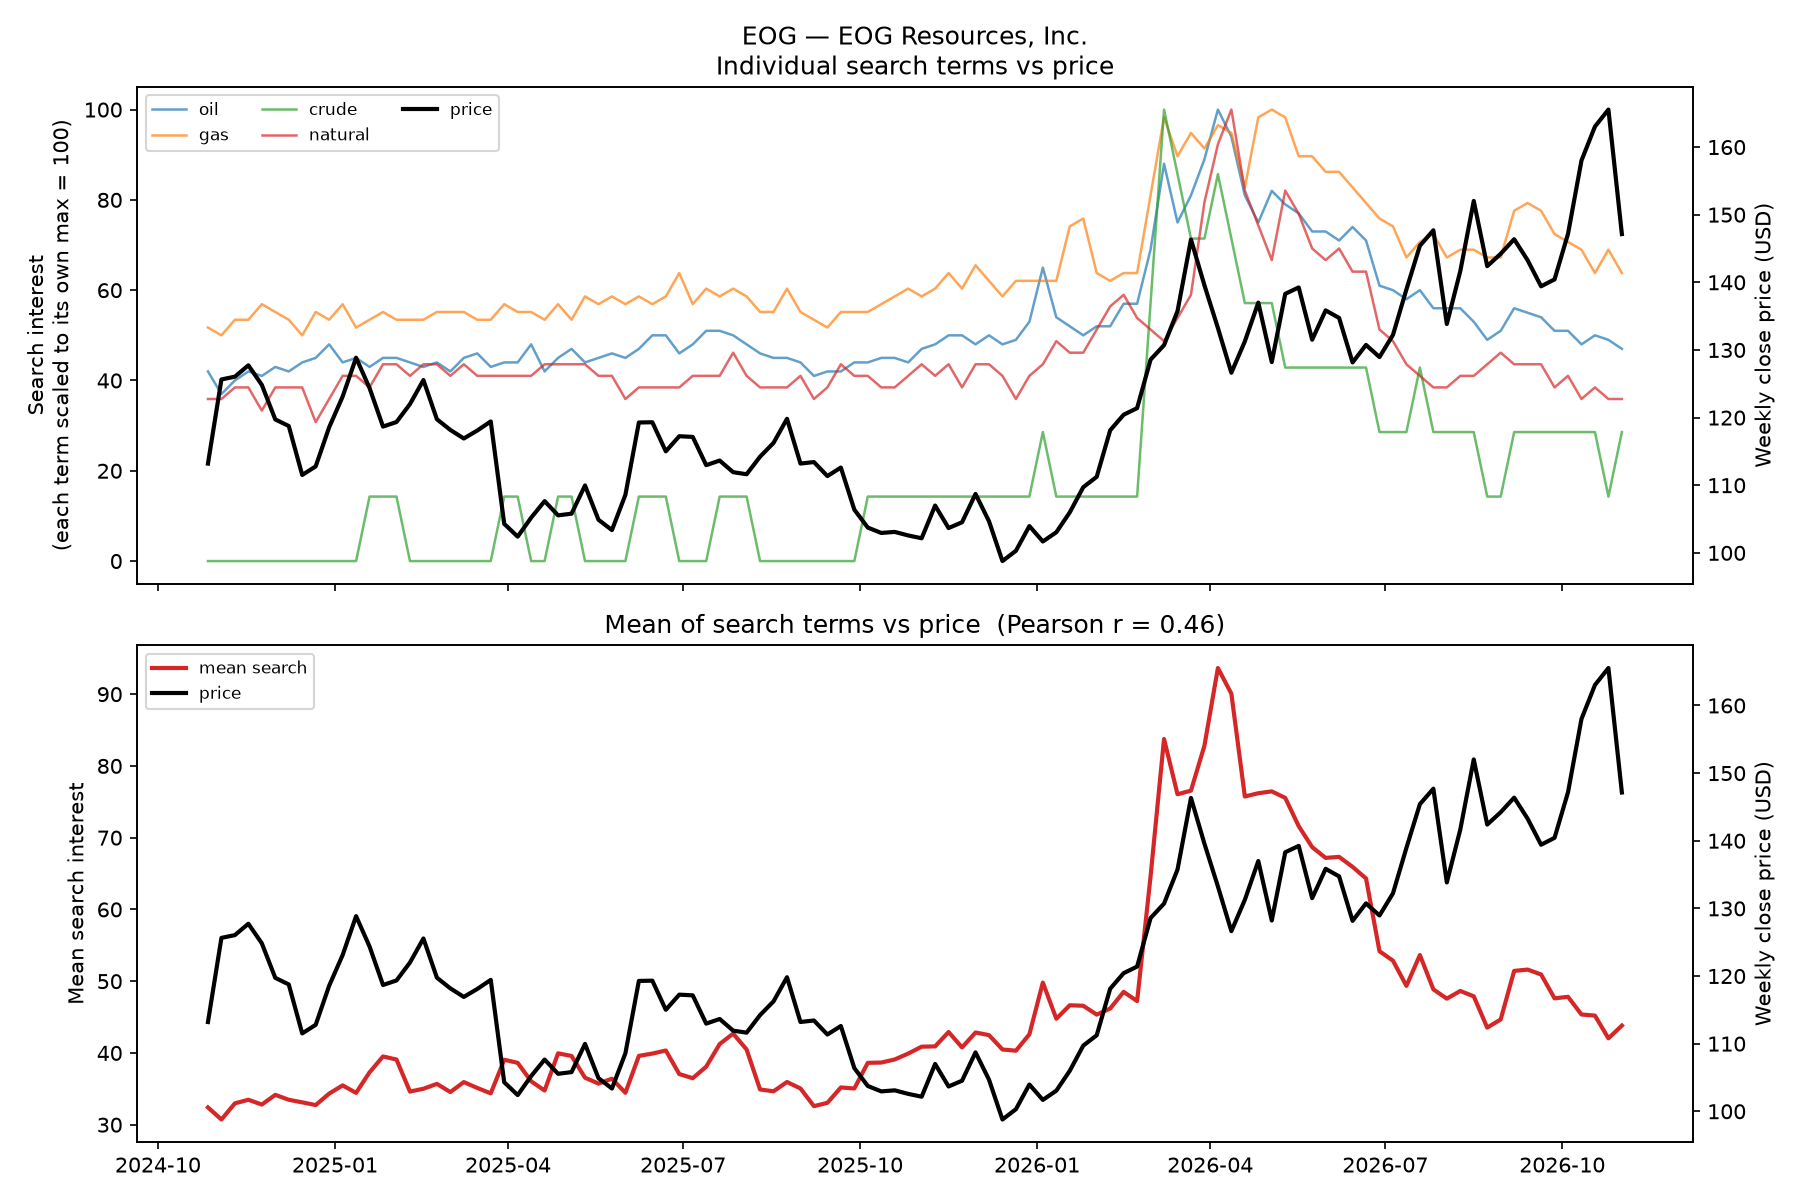 EOG — EOG Resources, Inc.
Individual search terms vs price
oil
gas
crude
natural
price
100
80
60
40
20
0
Search interest
(each term scaled to its own max = 100)
160
150
140
130
120
110
100
Weekly close price (USD)
Mean of search terms vs price (Pearson r = 0.46)
mean search
price
90
80
70
60
50
40
30
Mean search interest
160
150
140
130
120
110
100
Weekly close price (USD)
2024-10
2025-01
2025-04
2025-07
2025-10
2026-01
2026-04
2026-07
2026-10